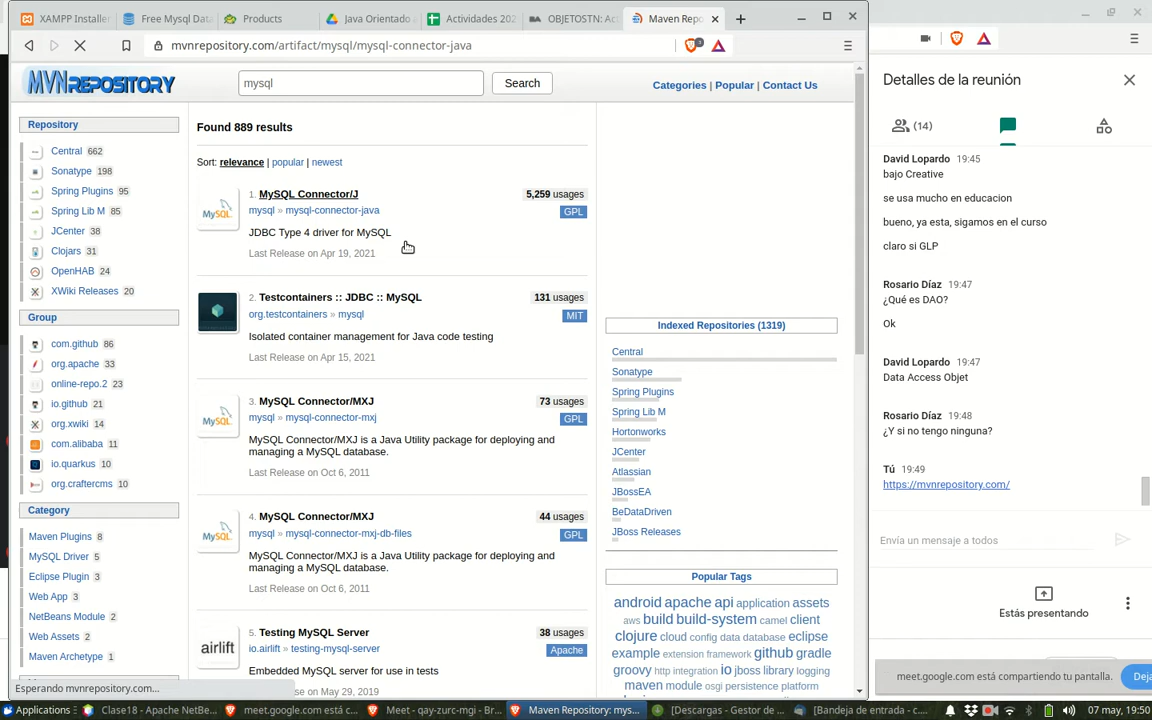 XAMPP Installer
Free Mysql Data
Products
Java Orientado a
Actividades 202
OBJETOSTN: Ac
Maven Repo
mvnrepository.com/artifact/mysql/mysql-connector-java
MVNREPOSITORY
mysql
Search
Categories | Popular | Contact Us
Repository
Central 662
Sonatype 198
Spring Plugins 95
Spring Lib M 85
JCenter 38
Clojars 31
OpenHAB 24
XWiki Releases 20
Group
com.github 86
org.apache 33
online-repo.2 23
io.github 21
org.xwiki 14
com.alibaba 11
io.quarkus 10
org.craftercms 10
Category
Maven Plugins 8
MySQL Driver 5
Eclipse Plugin 3
Web App 3
NetBeans Module 2
Web Assets 2
Maven Archetype 1
Found 889 results
Sort: relevance | popular | newest
1. MySQL Connector/J
5,259 usages
mysql » mysql-connector-java
GPL
JDBC Type 4 driver for MySQL
Last Release on Apr 19, 2021
2. Testcontainers :: JDBC :: MySQL
131 usages
org.testcontainers » mysql
MIT
Isolated container management for Java code testing
Last Release on Apr 15, 2021
3. MySQL Connector/MXJ
73 usages
mysql » mysql-connector-mxj
GPL
MySQL Connector/MXJ is a Java Utility package for deploying and
managing a MySQL database.
Last Release on Oct 6, 2011
4. MySQL Connector/MXJ
44 usages
mysql » mysql-connector-mxj-db-files
GPL
MySQL Connector/MXJ is a Java Utility package for deploying and
managing a MySQL database.
Last Release on Oct 6, 2011
5. Testing MySQL Server
38 usages
airlift
io.airlift » testing-mysql-server
Apache
Embedded MySQL server for use in tests
se on May 29, 2019
Esperando mvnrepository.com...
Indexed Repositories (1319)
Central
Sonatype
Spring Plugins
Spring Lib M
Hortonworks
JCenter
Atlassian
JBossEA
BeDataDriven
JBoss Releases
Popular Tags
android apache api application assets
aws build build-system camel client
clojure cloud config data database eclipse
example extension framework github gradle
groovy http integration io jboss library logging
maven module osgi persistence platform
Detalles de la reunión
(14)
David Lopardo 19:45
bajo Creative
se usa mucho en educacion
bueno, ya esta, sigamos en el curso
claro si GLP
Rosario Díaz 19:47
¿Qué es DAO?
Ok
David Lopardo 19:47
Data Access Objet
Rosario Díaz 19:48
¿Y si no tengo ninguna?
Tú 19:49
https://mvnrepository.com/
Envía un mensaje a todos
Estás presentando
meet.google.com está compartiendo tu pantalla.
Deja
Applications
Clase18 - Apache NetBe...
meet.google.com está c...
Meet - qay-zurc-mgi - Br...
Maven Repository: mys...
[Descargas - Gestor de ...
[Bandeja de entrada - c...
07 may, 19:50